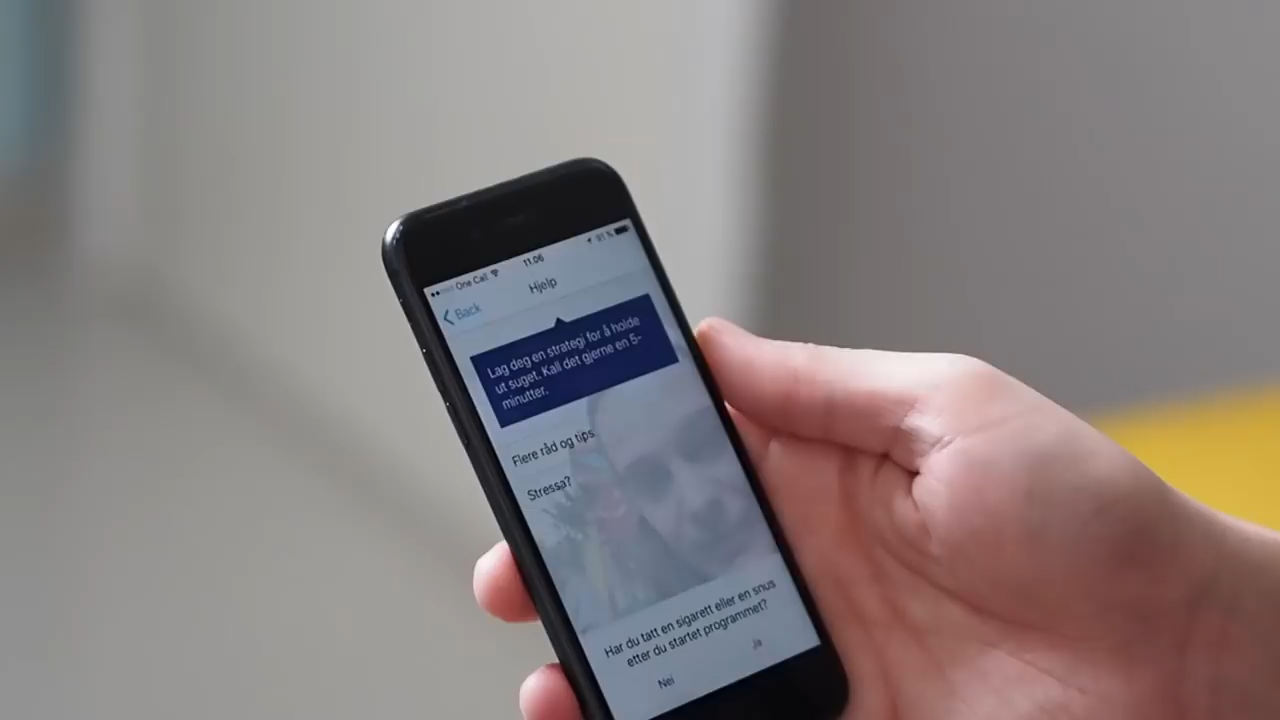 One Call 11.06 91 %
Back Hjelp
Lag deg en strategi for å holde
ut suget. Kall det gjerne en 5-
minutter.
Flere råd og tips
Stressa?
Har du tatt en sigarett eller en snus
etter du startet programmet?
Nei Ja